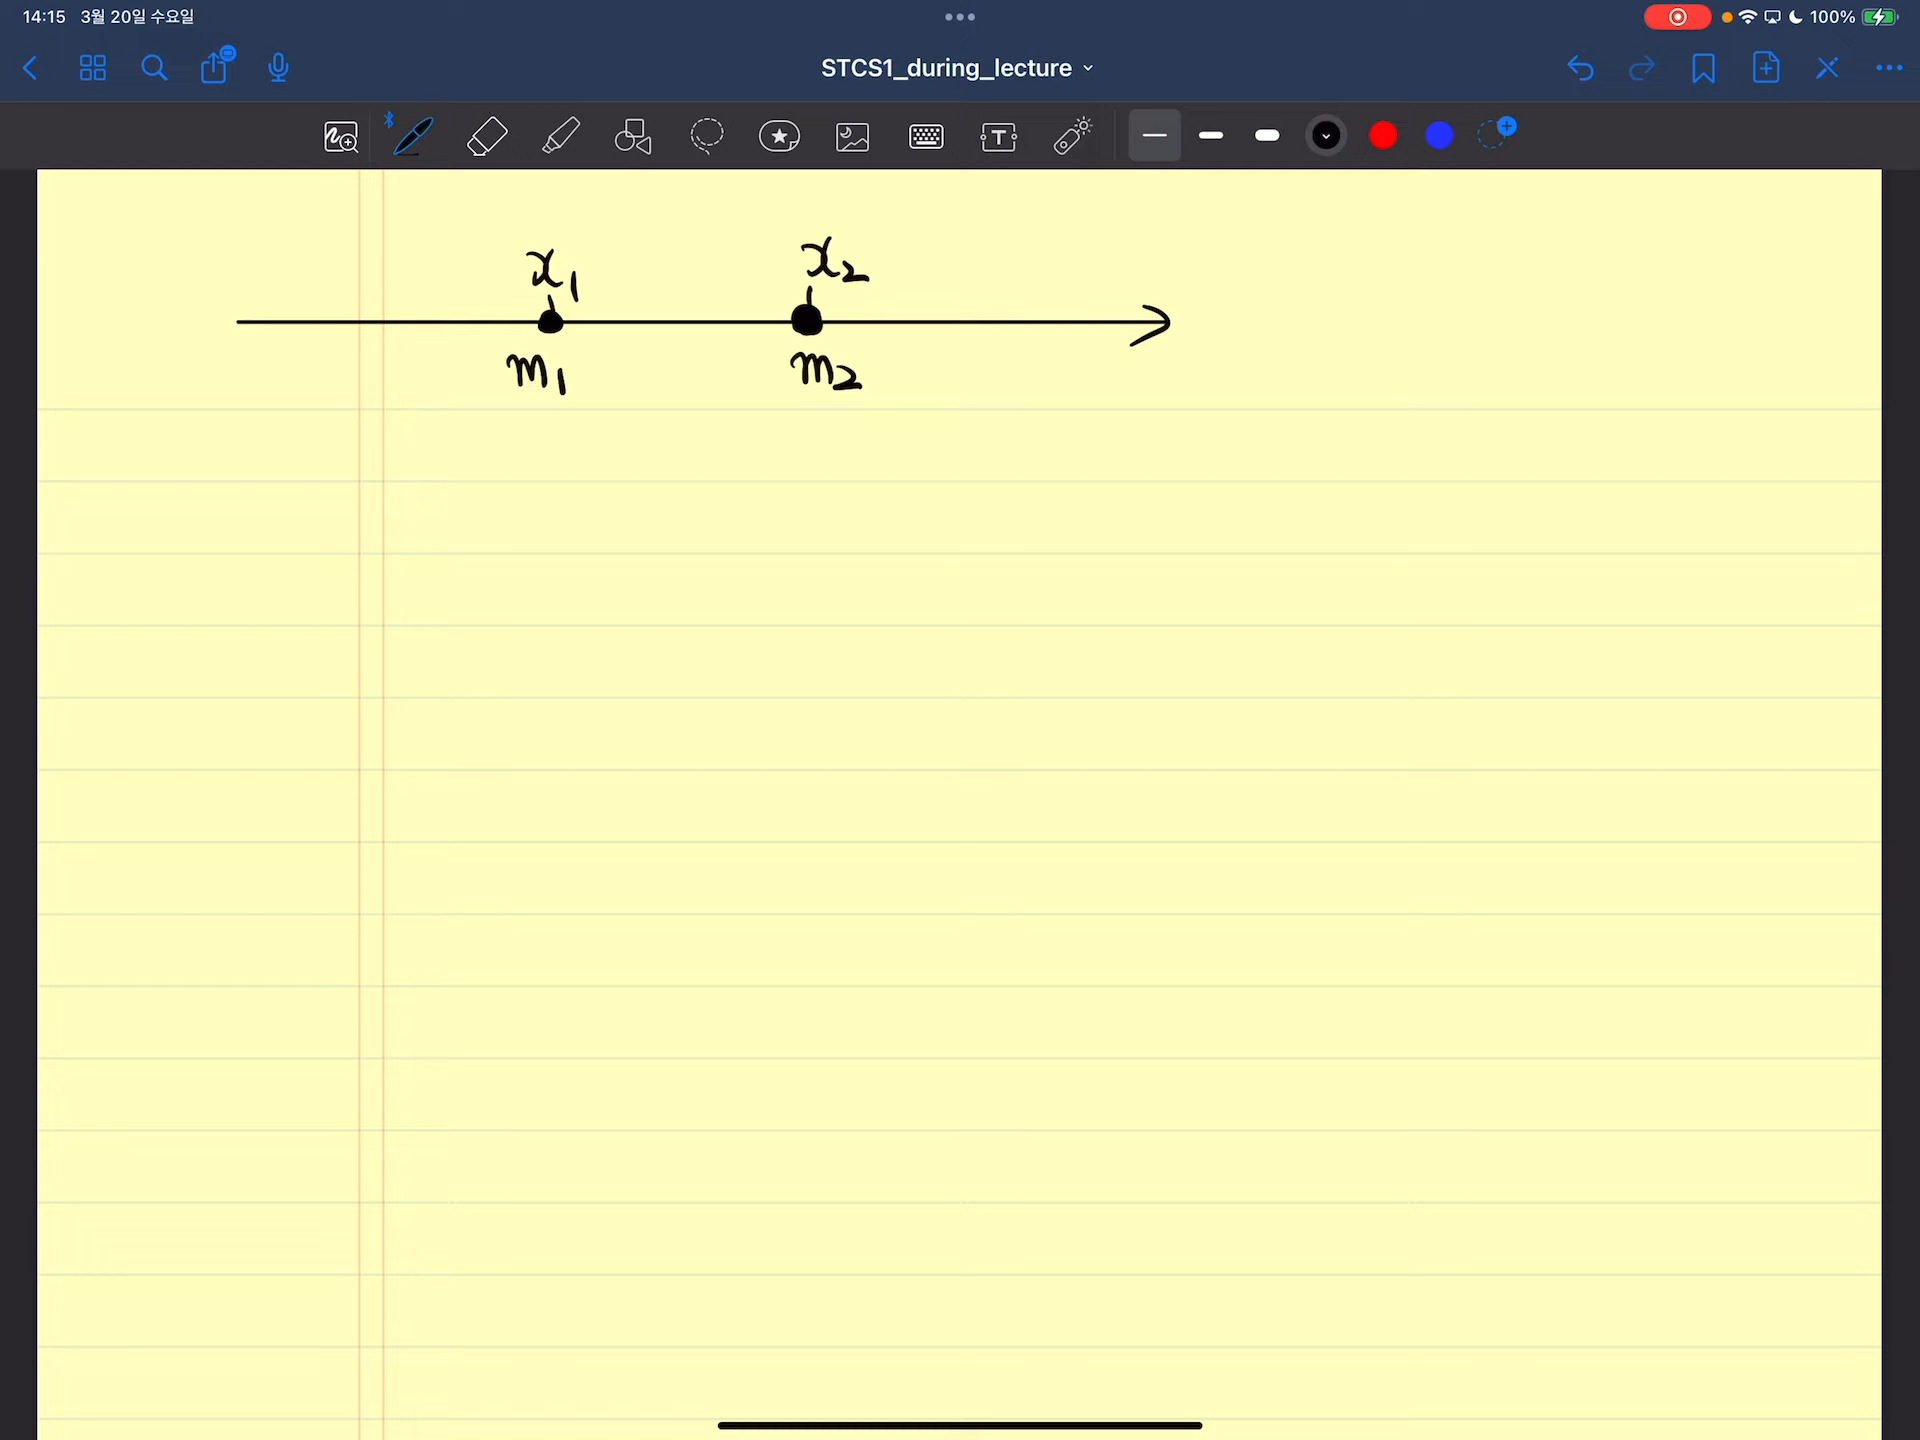 14:15 3월 20일 수요일
100%
STCS1_during_lecture
T
x₁ x₂
m₁ m₂